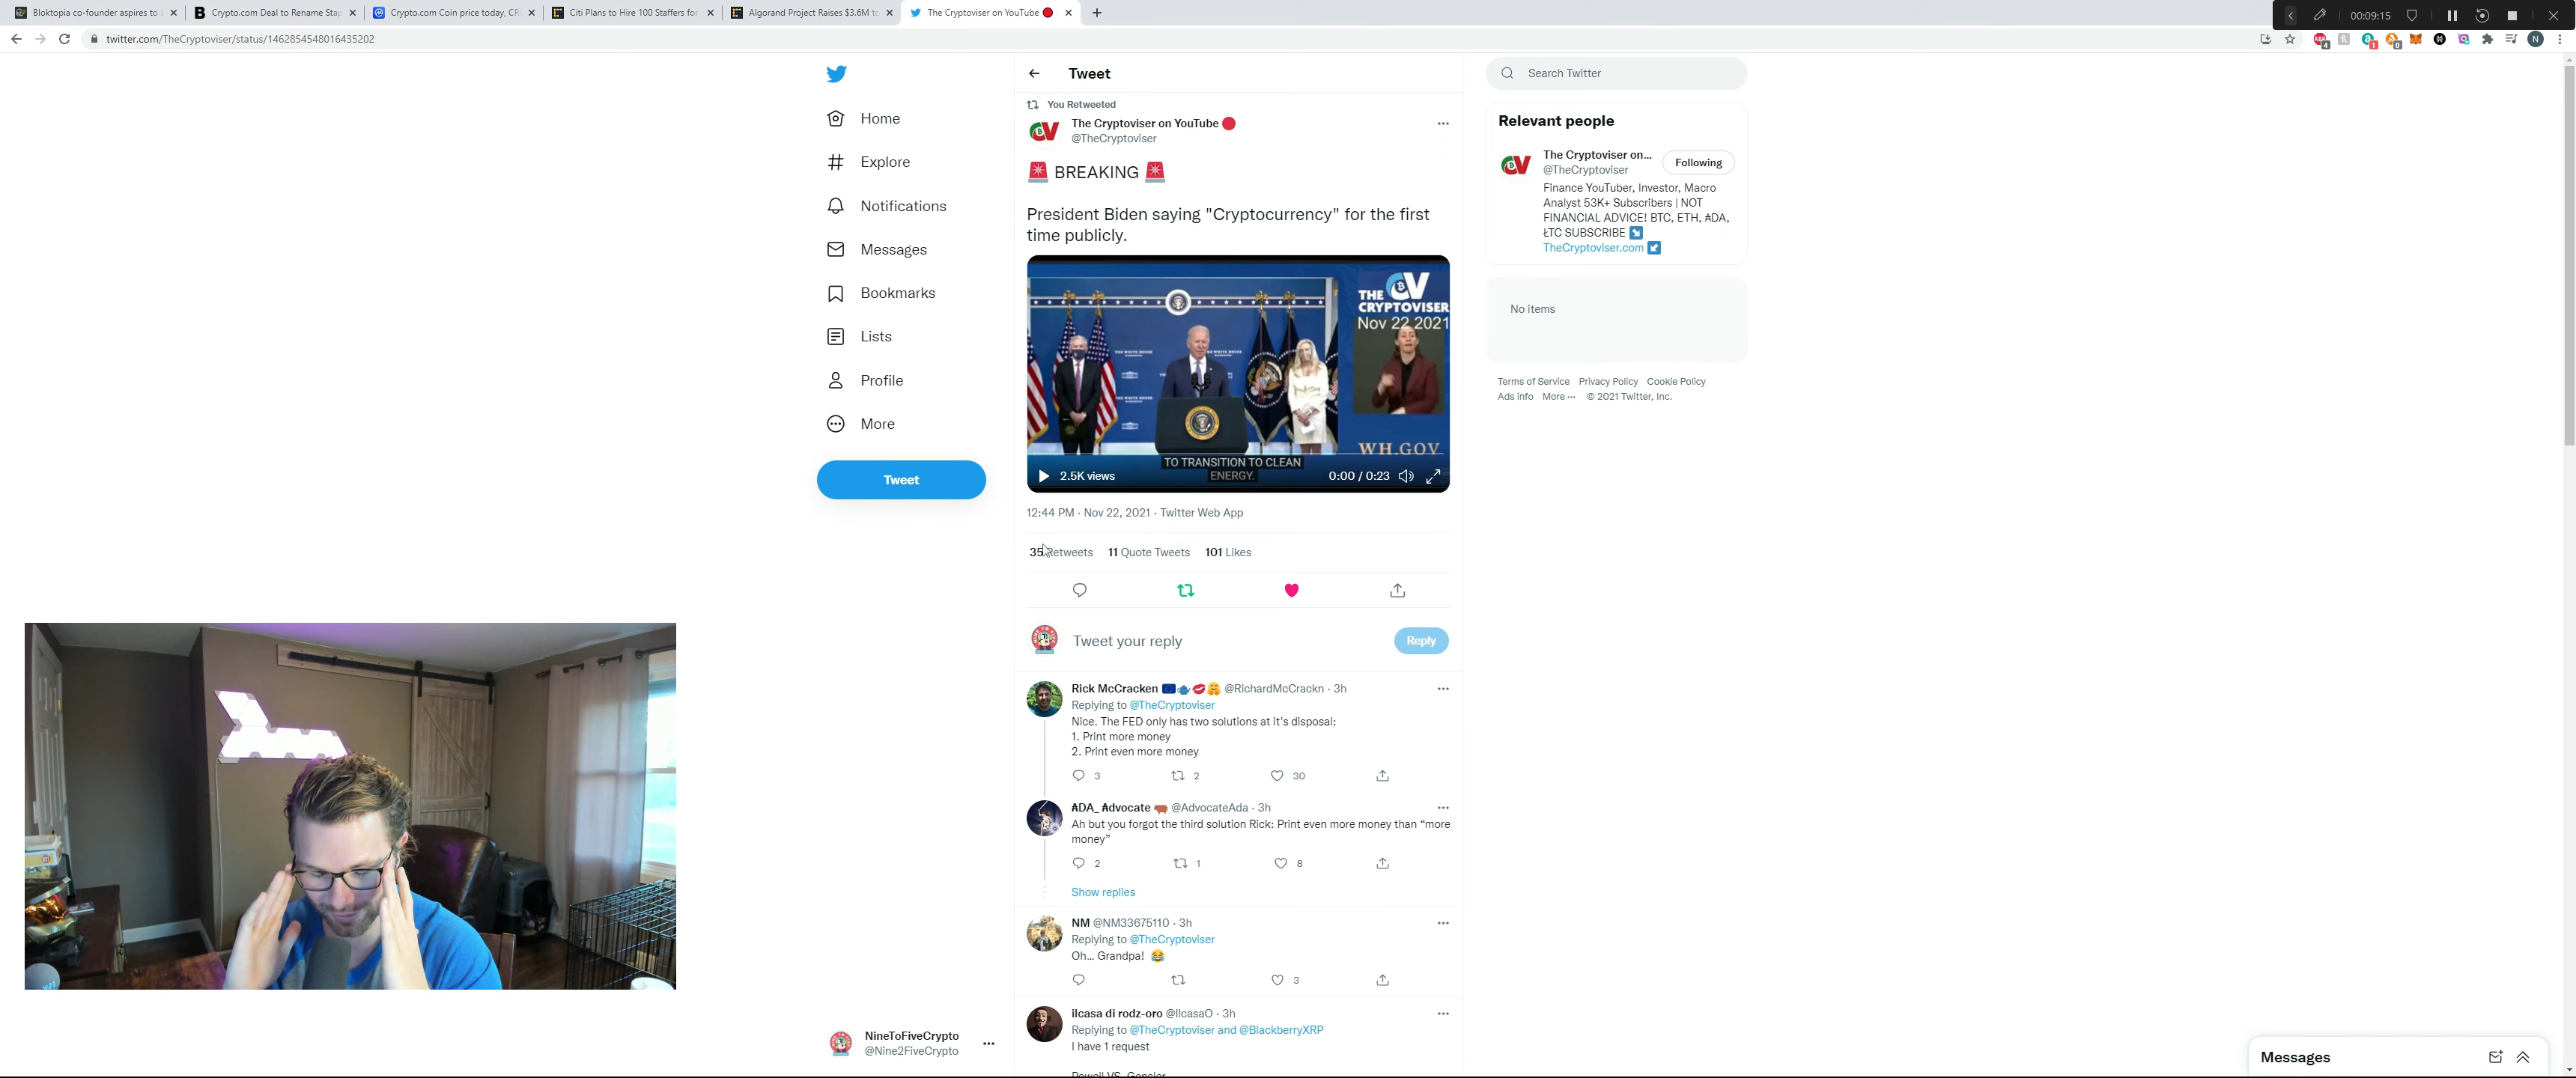 Bloktopia co-founder aspires to
Crypto.com Deal to Rename Stap
Crypto.com Coin price today, CR
Citi Plans to Hire 100 Staffers for
Algorand Project Raises $3.6M to
The Cryptoviser on YouTube
00:09:15
twitter.com/TheCryptoviser/status/1462854548016435202
Home
Explore
Notifications
Messages
Bookmarks
Lists
Profile
More
Tweet
NineToFiveCrypto
@Nine2FiveCrypto
Tweet
You Retweeted
The Cryptoviser on YouTube
@TheCryptoviser
BREAKING
President Biden saying "Cryptocurrency" for the first
time publicly.
THE CV
CRYPTOVISER
Nov 22 2021
WH.GOV
TO TRANSITION TO CLEAN
ENERGY.
2.5K views
0:00 / 0:23
12:44 PM · Nov 22, 2021 · Twitter Web App
35 Retweets 11 Quote Tweets 101 Likes
Tweet your reply
Reply
Rick McCracken @RichardMcCrackn · 3h
Replying to @TheCryptoviser
Nice. The FED only has two solutions at it's disposal:
1. Print more money
2. Print even more money
3 2 30
₳DA_ ₳dvocate @AdvocateAda · 3h
Ah but you forgot the third solution Rick: Print even more money than “more
money”
2 1 8
Show replies
NM @NM33675110 · 3h
Replying to @TheCryptoviser
Oh... Grandpa!
3
ilcasa di rodz-oro @IlcasaO · 3h
Replying to @TheCryptoviser and @BlackberryXRP
I have 1 request
Powell VS. Gensler
Search Twitter
Relevant people
The Cryptoviser on...
@TheCryptoviser
Following
Finance YouTuber, Investor, Macro
Analyst 53K+ Subscribers | NOT
FINANCIAL ADVICE! BTC, ETH, ₳DA,
ŁTC SUBSCRIBE
TheCryptoviser.com
No items
Terms of Service Privacy Policy Cookie Policy
Ads info More ··· © 2021 Twitter, Inc.
Messages